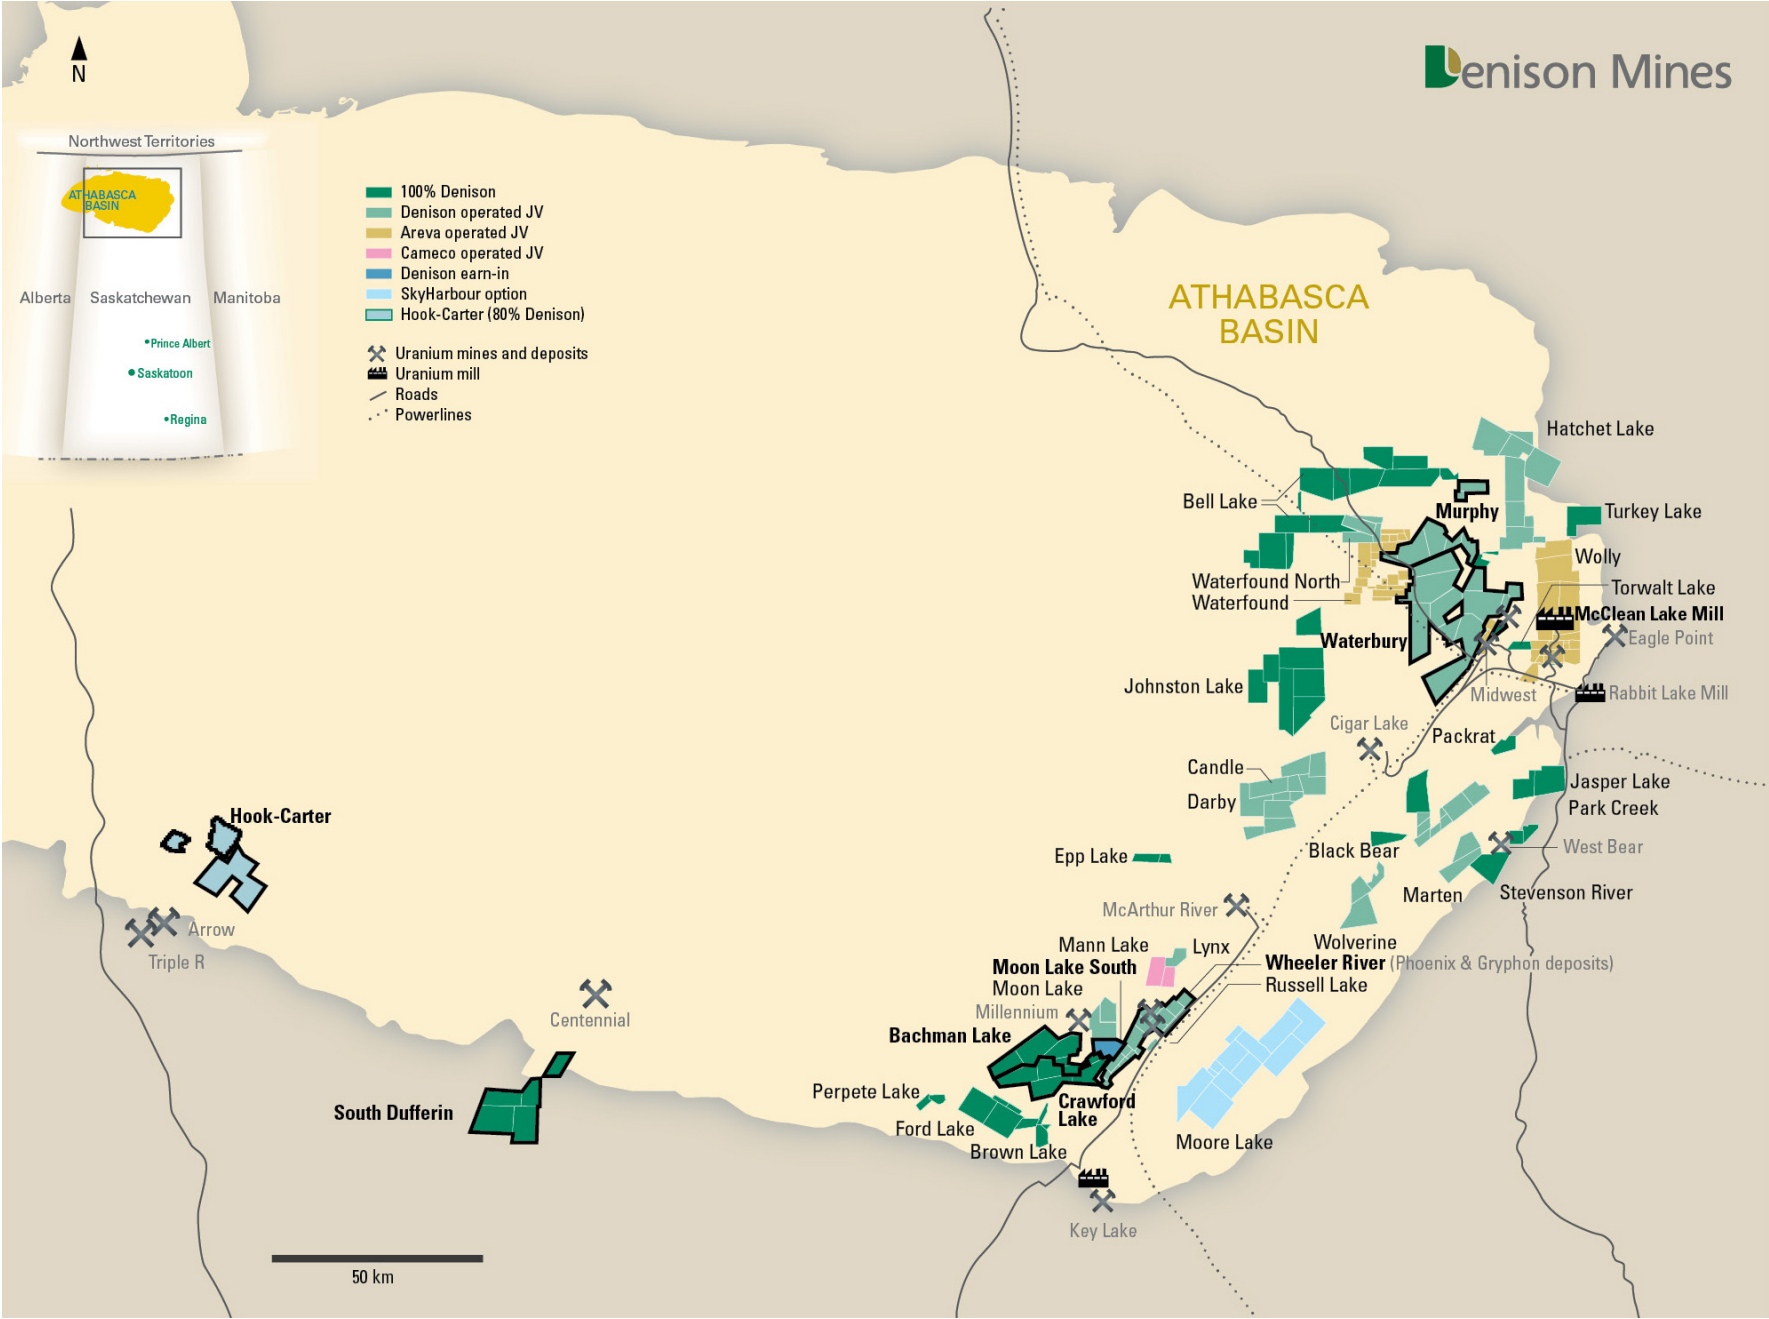 N
Denison Mines
Northwest Territories
ATHABASCA
BASIN
Alberta
Saskatchewan
Manitoba
Prince Albert
Saskatoon
Regina
100% Denison
Denison operated JV
Areva operated JV
Cameco operated JV
Denison earn-in
SkyHarbour option
Hook-Carter (80% Denison)
Uranium mines and deposits
Uranium mill
Roads
Powerlines
ATHABASCA
BASIN
Hatchet Lake
Bell Lake
Murphy
Turkey Lake
Wolly
Waterfound North
Torwalt Lake
Waterfound
McClean Lake Mill
Waterbury
Eagle Point
Johnston Lake
Midwest
Rabbit Lake Mill
Cigar Lake
Packrat
Candle
Jasper Lake
Darby
Park Creek
Hook-Carter
Epp Lake
Black Bear
West Bear
Marten
Stevenson River
McArthur River
Arrow
Triple R
Mann Lake
Lynx
Wolverine
Moon Lake South
Wheeler River (Phoenix & Gryphon deposits)
Moon Lake
Russell Lake
Millennium
Centennial
Bachman Lake
Perpete Lake
Crawford
Lake
South Dufferin
Ford Lake
Brown Lake
Moore Lake
Key Lake
50 km